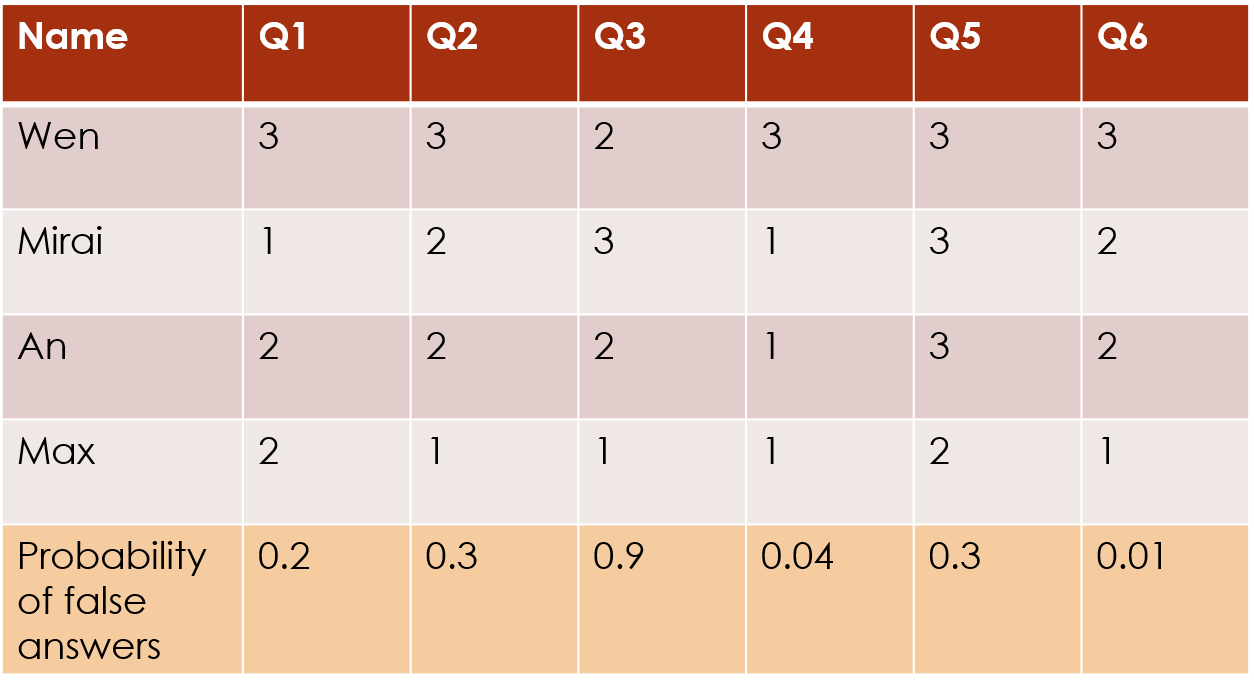 Name Q1 Q2 Q3 Q4 Q5 Q6
Wen 3 3 2 3 3 3
Mirai 1 2 3 1 3 2
An 2 2 2 1 3 2
Max 2 1 1 1 2 1
Probability 0.2 0.3 0.9 0.04 0.3 0.01
of false
answers